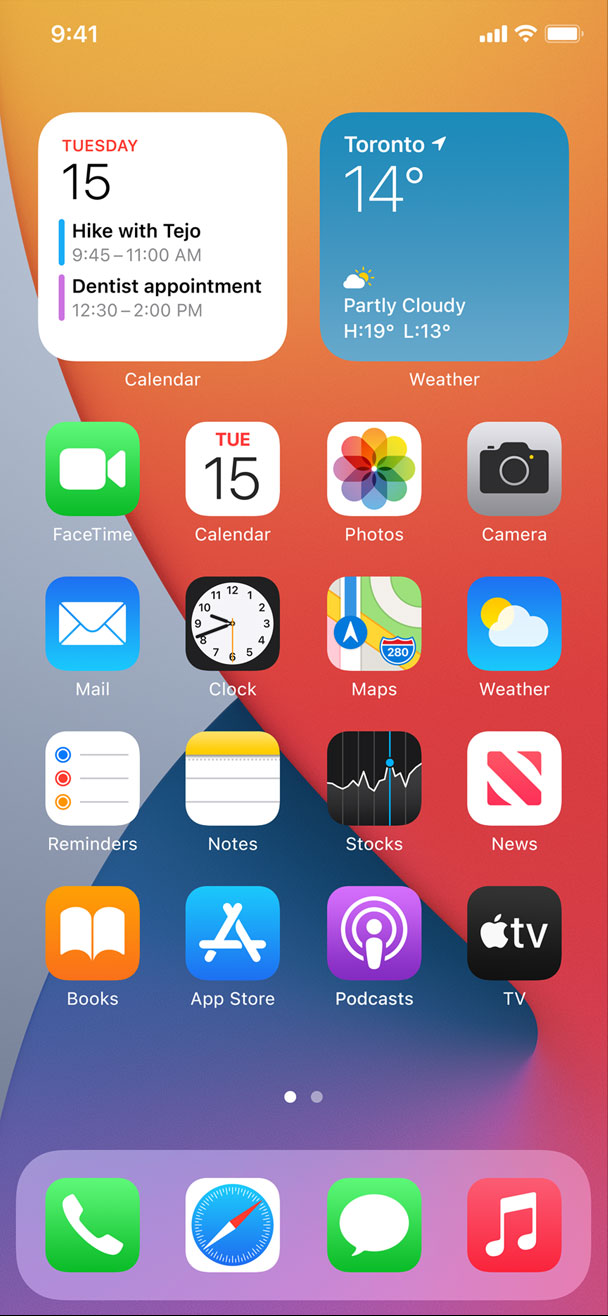 9:41
TUESDAY
15
Hike with Tejo
9:45 – 11:00 AM
Dentist appointment
12:30 – 2:00 PM
Calendar
Toronto
14°
Partly Cloudy
H:19° L:13°
Weather
FaceTime
TUE
15
Calendar
Photos
Camera
Mail
12
1
2
3
4
5
6
7
8
9
10
11
Clock
280
Maps
Weather
Reminders
Notes
Stocks
News
Books
App Store
Podcasts
tv
TV